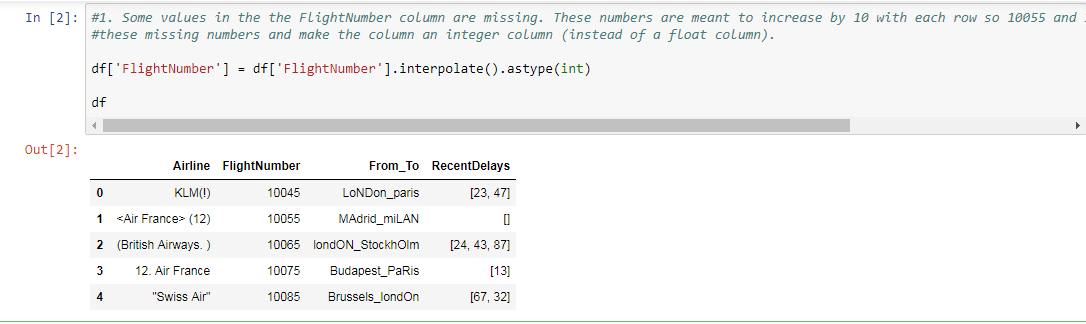 In [2]: #1. Some values in the the FlightNumber column are missing. These numbers are meant to increase by 10 with each row so 10055 and
#these missing numbers and make the column an integer column (instead of a float column).
df['FlightNumber'] = df['FlightNumber'].interpolate().astype(int)
df
Out[2]:
Airline FlightNumber From_To RecentDelays
0 KLM(!) 10045 LoNDon_paris [23, 47]
1 <Air France> (12) 10055 MAdrid_miLAN []
2 (British Airways. ) 10065 londON_StockhOlm [24, 43, 87]
3 12. Air France 10075 Budapest_PaRis [13]
4 "Swiss Air" 10085 Brussels_londOn [67, 32]